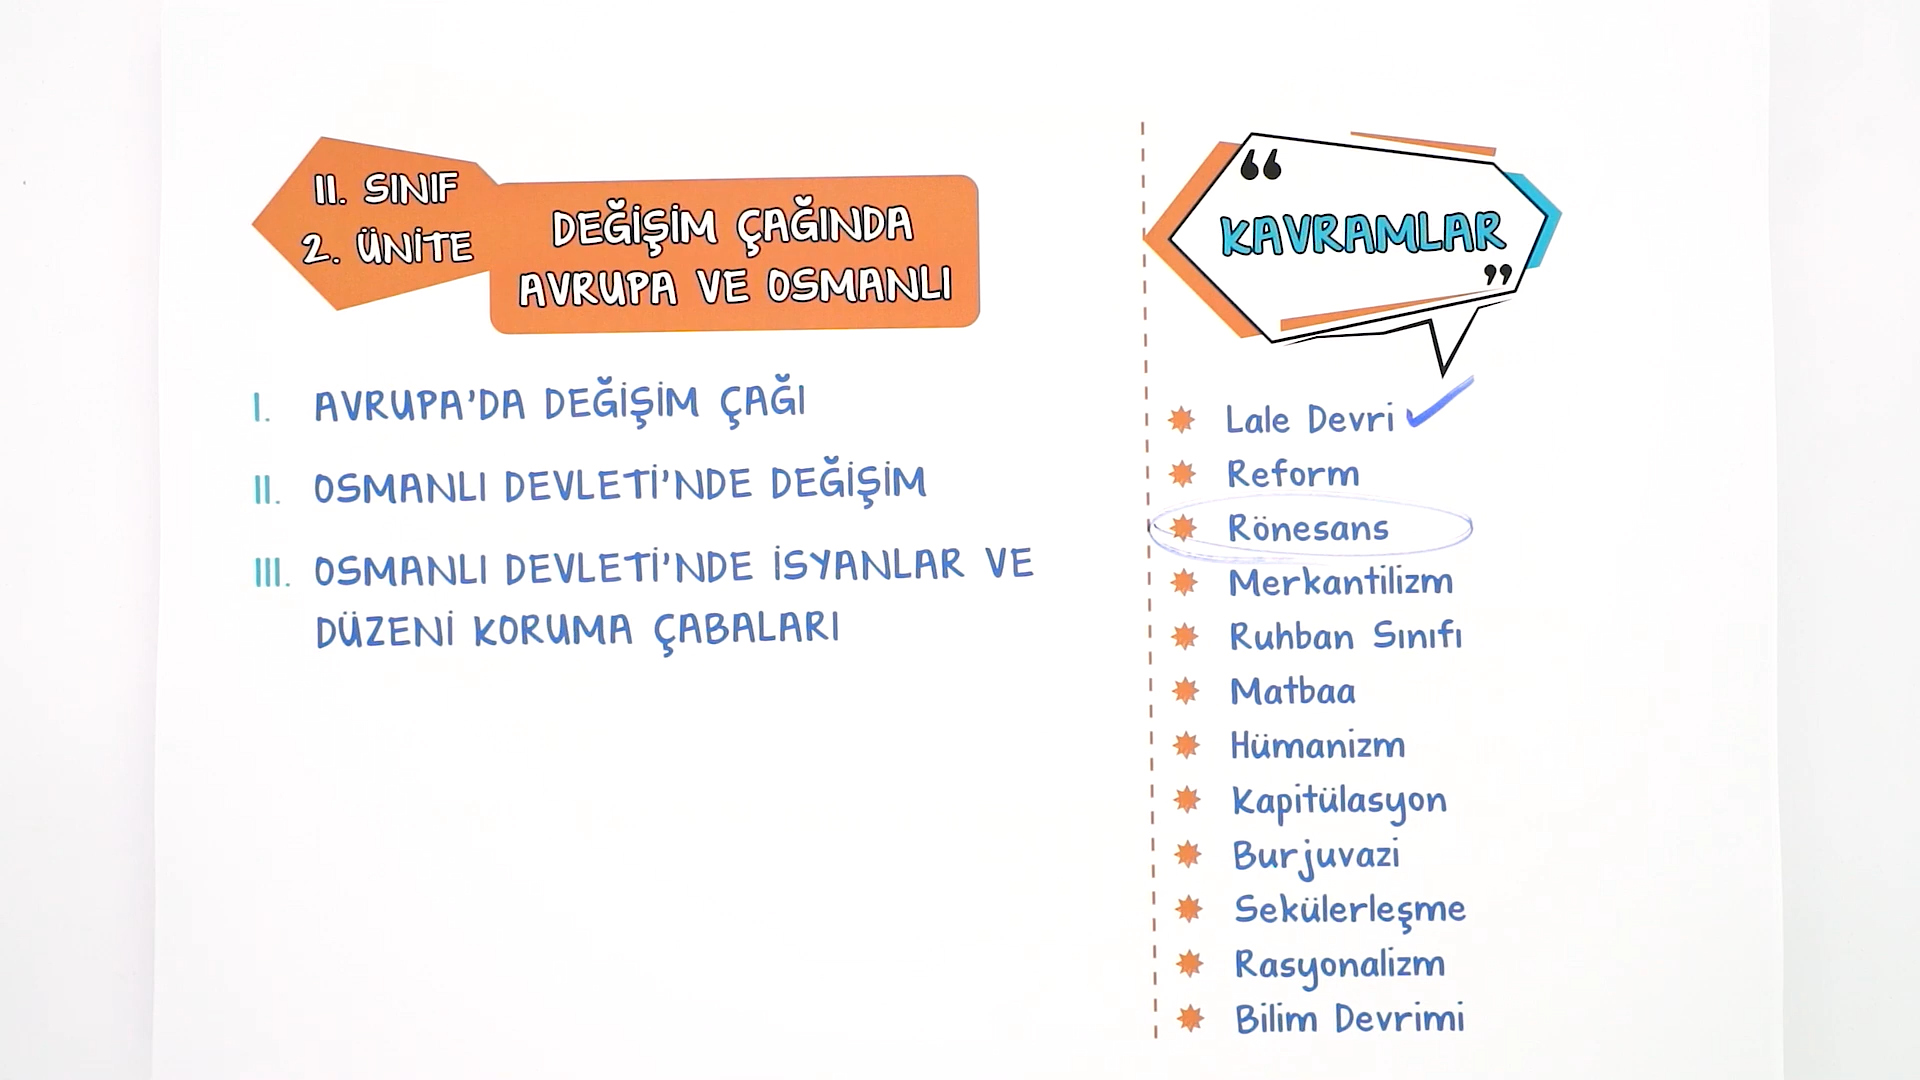 11. SINIF
2. ÜNİTE
DEĞİŞİM ÇAĞINDA
AVRUPA VE OSMANLI
I. AVRUPA'DA DEĞİŞİM ÇAĞI
II. OSMANLI DEVLETİ'NDE DEĞİŞİM
III. OSMANLI DEVLETİ'NDE İSYANLAR VE
DÜZENİ KORUMA ÇABALARI
“
KAVRAMLAR
”
Lale Devri
Reform
Rönesans
Merkantilizm
Ruhban Sınıfı
Matbaa
Hümanizm
Kapitülasyon
Burjuvazi
Sekülerleşme
Rasyonalizm
Bilim Devrimi